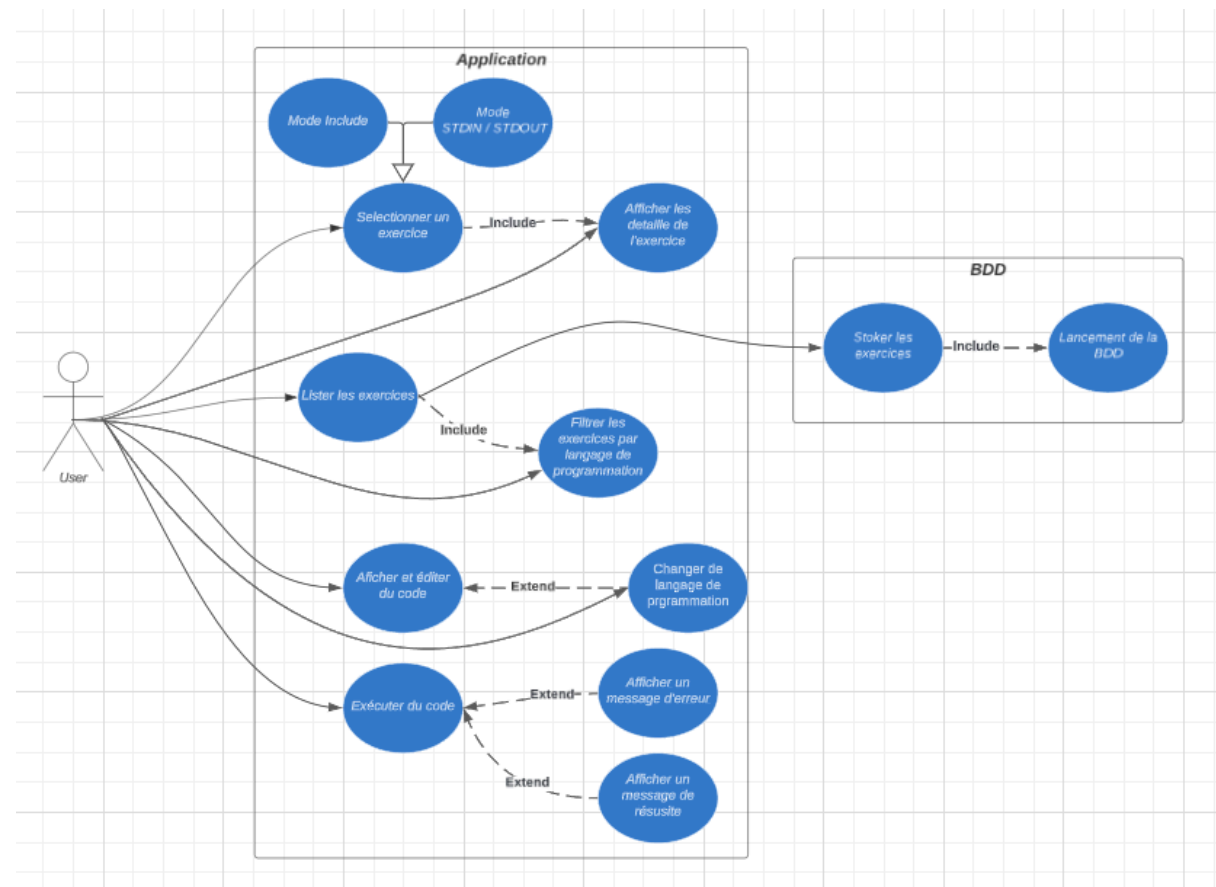 Application
Mode Include
Mode
STDIN / STDOUT
Selectionner un
exercice
Include
Afficher les
detaille de
l'exercice
BDD
Stoker les
exercices
Include
Lancement de la
BDD
Lister les exercices
Include
Filtrer les
exercices par
langage de
programmation
User
Aficher et éditer
du code
Extend
Changer de
langage de
prgrammation
Exécuter du code
Extend
Afficher un
message d'erreur
Extend
Afficher un
message de
résusite